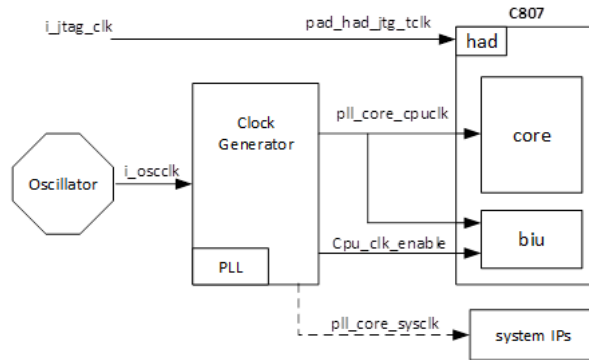 C807
i_jtag_clk
pad_had_jtg_tclk
had
Clock
Generator
pll_core_cpuclk
core
Oscillator
i_oscclk
PLL
Cpu_clk_enable
biu
pll_core_sysclk
system IPs